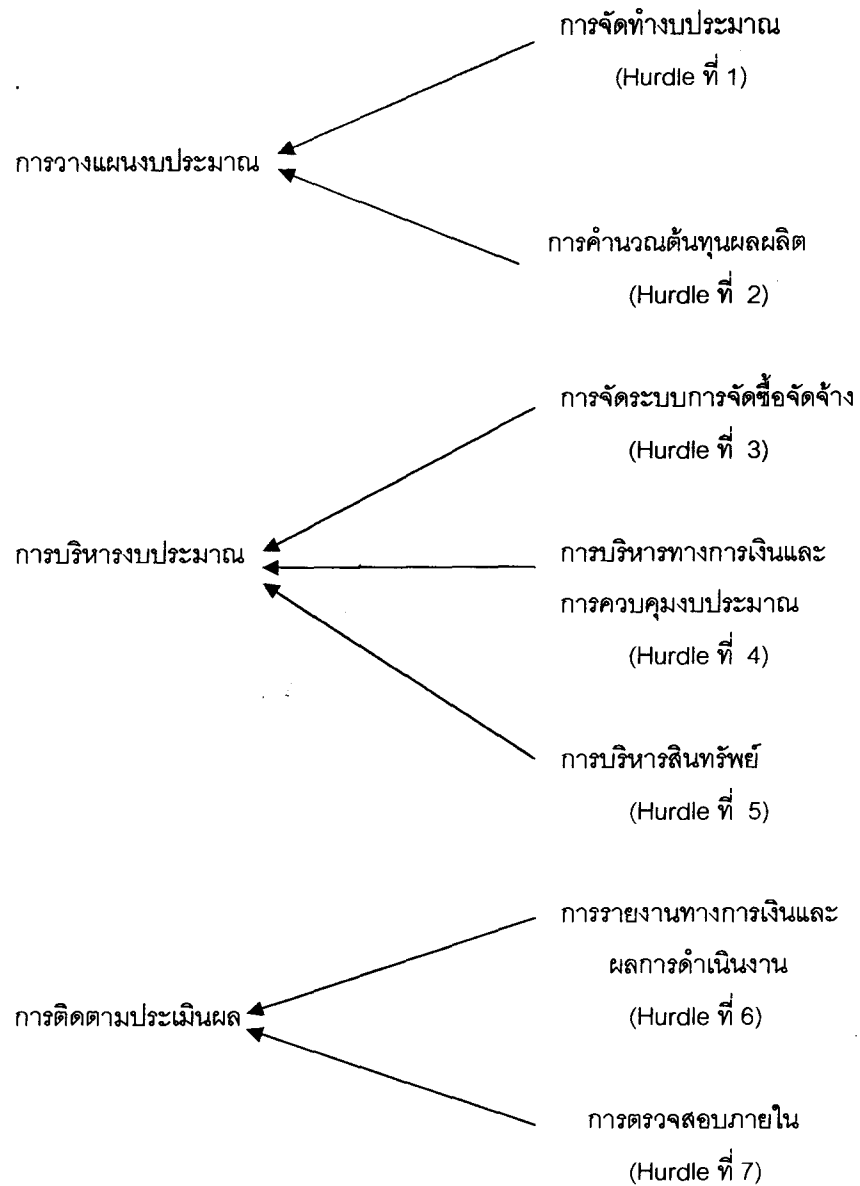 การจัดทำงบประมาณ
(Hurdle ที่ 1)
การวางแผนงบประมาณ
การคำนวณต้นทุนผลผลิต
(Hurdle ที่ 2)
การจัดระบบการจัดซื้อจัดจ้าง
(Hurdle ที่ 3)
การบริหารงบประมาณ
การบริหารทางการเงินและ
การควบคุมงบประมาณ
(Hurdle ที่ 4)
การบริหารสินทรัพย์
(Hurdle ที่ 5)
การรายงานทางการเงินและ
ผลการดำเนินงาน
(Hurdle ที่ 6)
การติดตามประเมินผล
การตรวจสอบภายใน
(Hurdle ที่ 7)